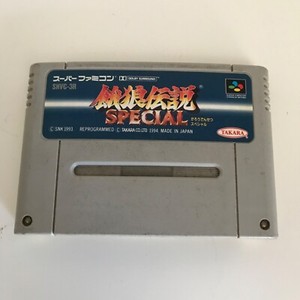 スーパーファミコン DOLBY SURROUND
SHVC-3R
餓狼伝説
SPECIAL
がろうでんせつ
スペシャル
© SNK 1993 REPROGRAMMED © TAKARA CO.,LTD 1994 MADE IN JAPAN
TAKARA